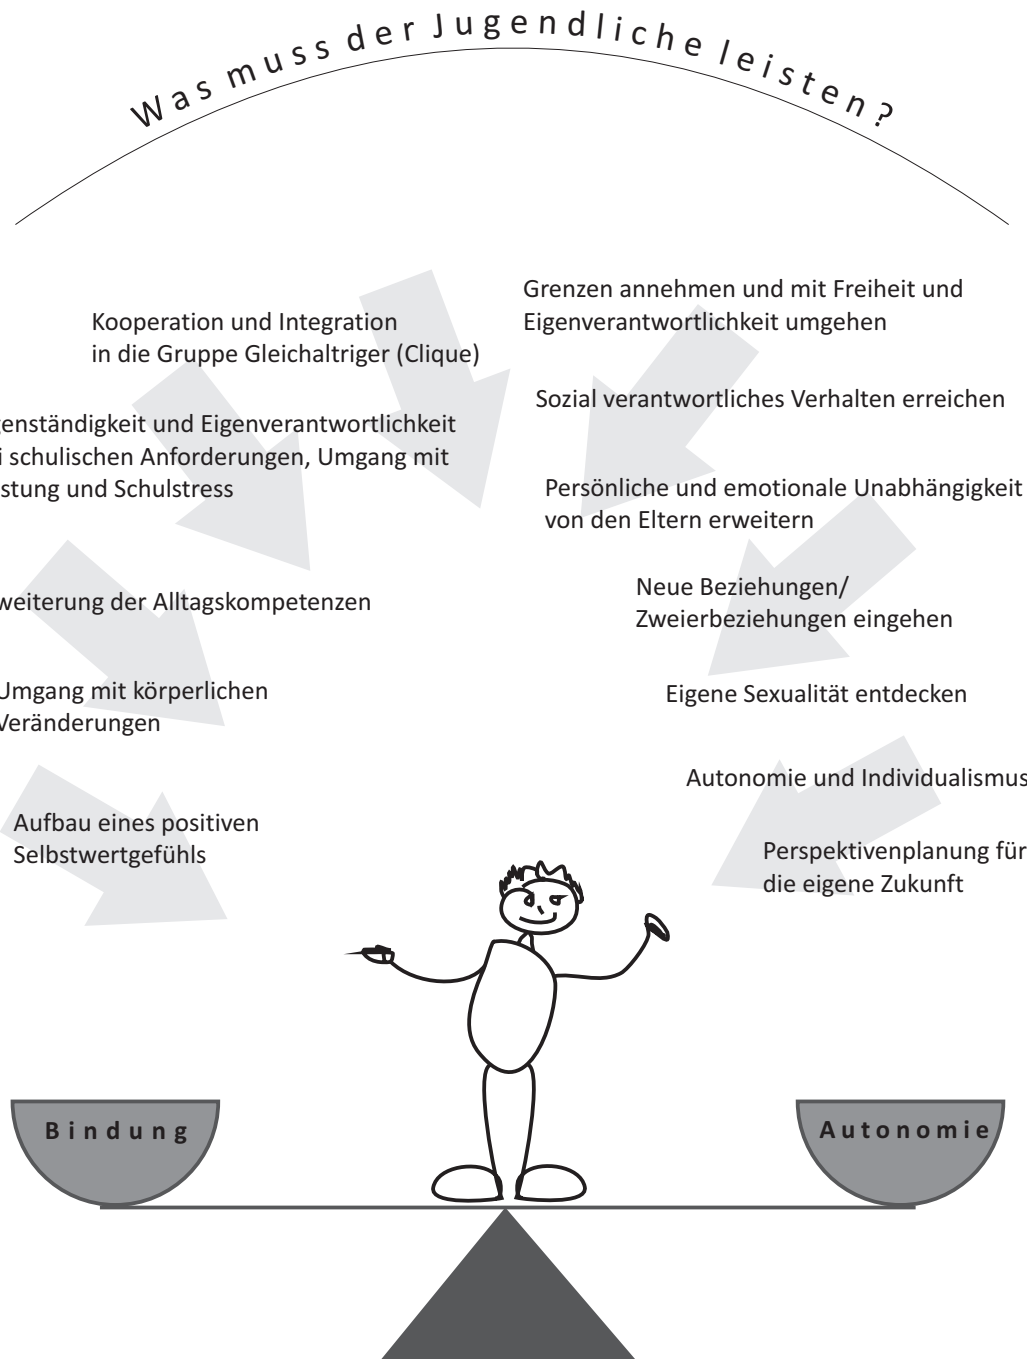 Was muss der Jugendliche leisten?
Kooperation und Integration
in die Gruppe Gleichaltriger (Clique)
genständigkeit und Eigenverantwortlichkeit
i schulischen Anforderungen, Umgang mit
stung und Schulstress
weiterung der Alltagskompetenzen
Umgang mit körperlichen
Veränderungen
Aufbau eines positiven
Selbstwertgefühls
Grenzen annehmen und mit Freiheit und
Eigenverantwortlichkeit umgehen
Sozial verantwortliches Verhalten erreichen
Persönliche und emotionale Unabhängigkeit
von den Eltern erweitern
Neue Beziehungen/
Zweierbeziehungen eingehen
Eigene Sexualität entdecken
Autonomie und Individualismus
Perspektivenplanung für
die eigene Zukunft
Bindung
Autonomie